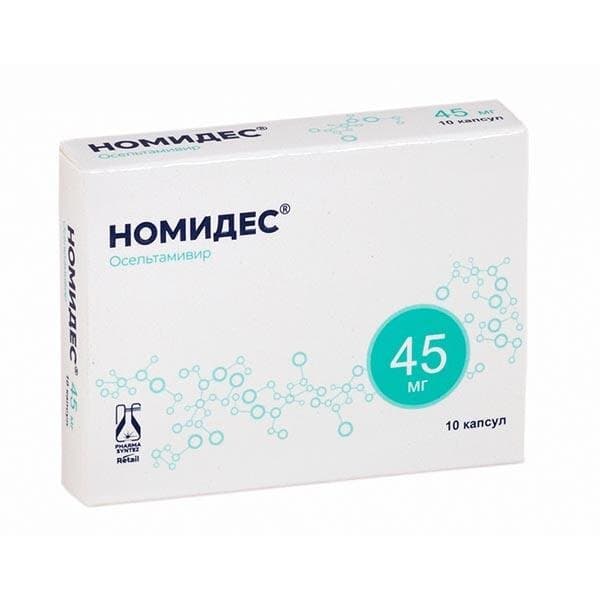 НОМИДЕС®
Осельтамивир
45 мг
10 капсул
НОМИДЕС®
Осельтамивир
45
мг
10 капсул
PHARMA
SYNTEZ
Retail
НОМИДЕС® 45 мг
Осельтамивир
10 капсул